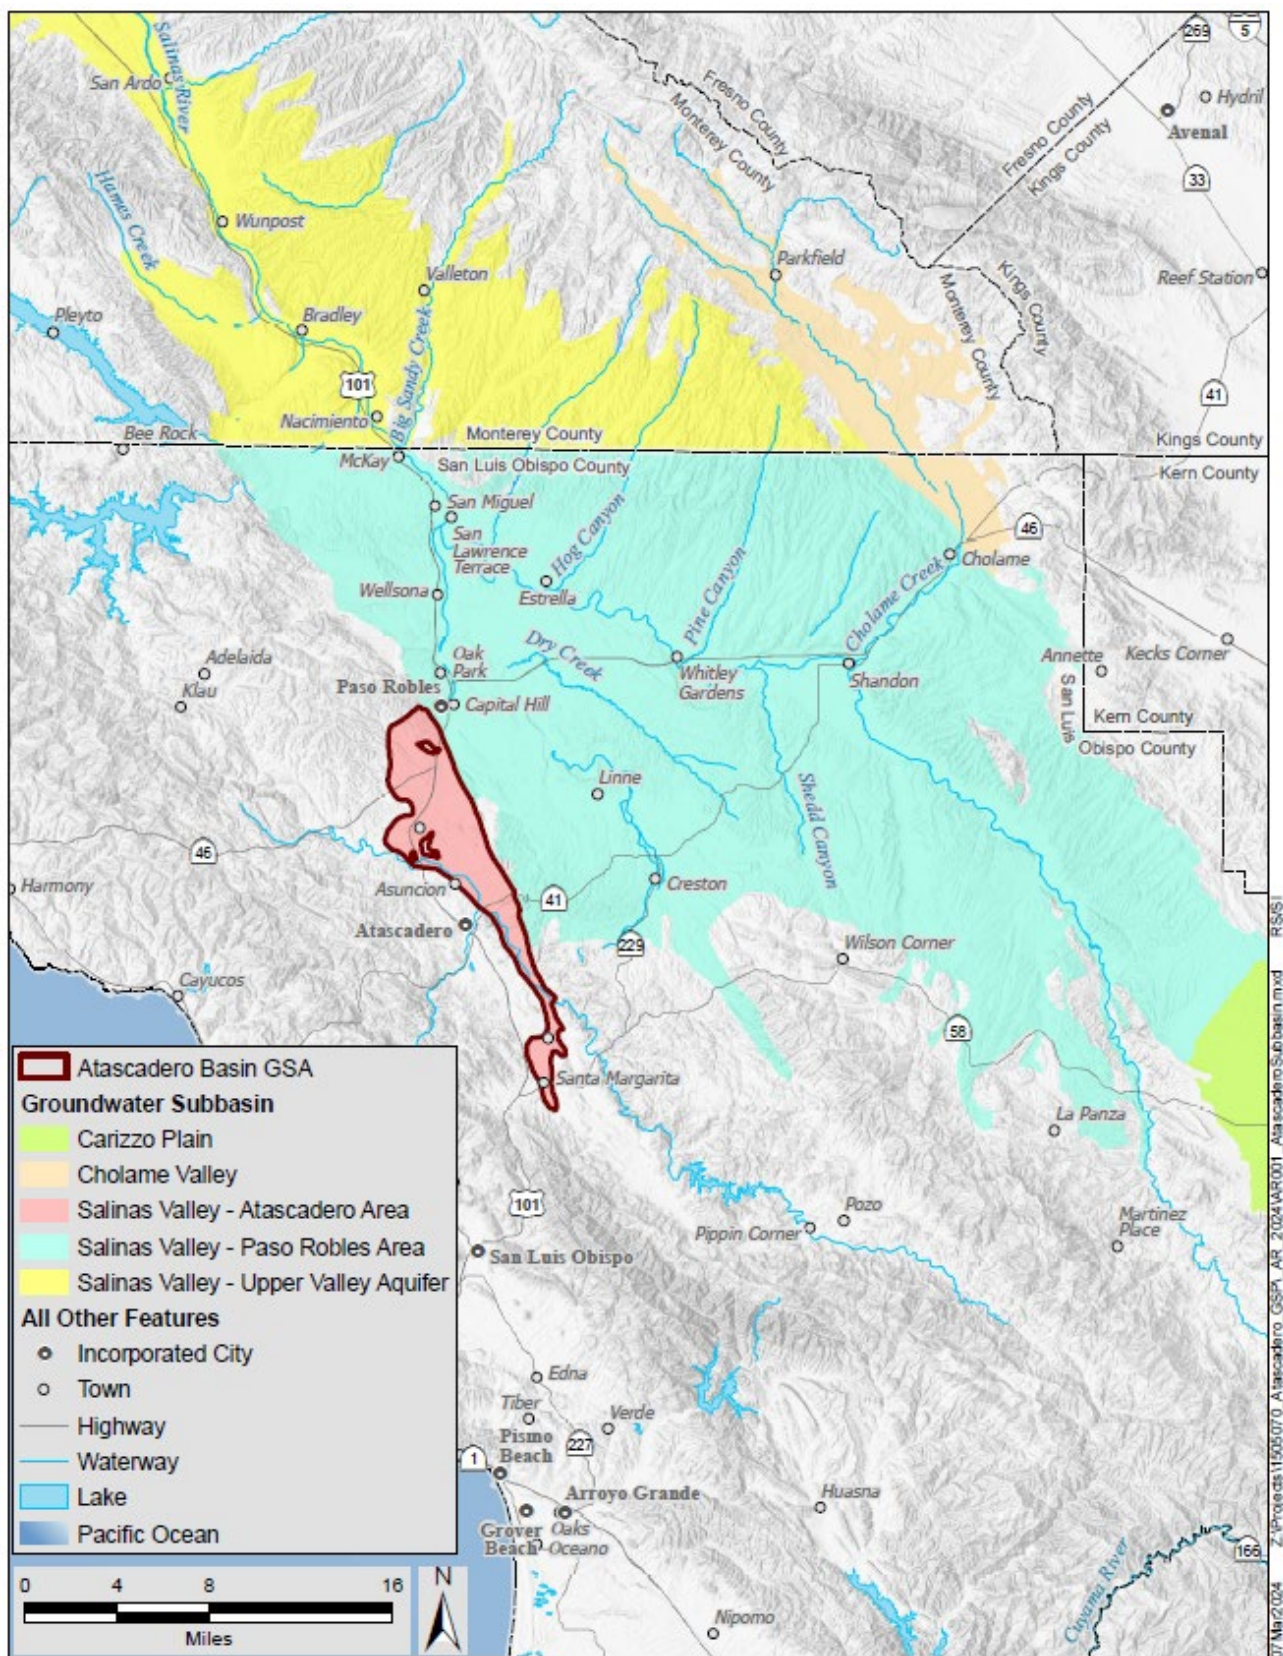 269
5
Salinas River
San Ardo
Fresno County
Monterey County
Hydril
Avenal
Fresno County
Kings County
33
Hames Creek
Wunpost
Valleton
Parkfield
Kings County
Monterey County
Reef Station
Pleyto
Bradley
Big Sandy Creek
101
41
Nacimiento
Bee Rock
Monterey County
Kings County
McKay
San Luis Obispo County
Kern County
San Miguel
San
Lawrence
Terrace
Hog Canyon
46
Cholame
Wellsona
Estrella
Pine Canyon
Cholame Creek
Dry Creek
Adelaida
Oak
Park
Whitley
Gardens
Shandon
Annette
Kecks Corner
Klau
Paso Robles
Capital Hill
San Luis
Kern County
Obispo County
Linne
Shedd Canyon
46
Harmony
Asuncion
41
Creston
Atascadero
229
Wilson Corner
Cayucos
58
Santa Margarita
La Panza
101
Pozo
Pippin Corner
Martinez
Place
San Luis Obispo
Edna
Tiber
Verde
Pismo
Beach
227
1
Arroyo Grande
Grover
Beach
Oaks
Oceano
Huasna
166
Cuyama River
Nipomo
Atascadero Basin GSA
Groundwater Subbasin
Carizzo Plain
Cholame Valley
Salinas Valley - Atascadero Area
Salinas Valley - Paso Robles Area
Salinas Valley - Upper Valley Aquifer
All Other Features
Incorporated City
Town
Highway
Waterway
Lake
Pacific Ocean
0 4 8 16
Miles
N
07Mar2024 Z:\Projects\1505070_Atascadero_GSP\_AR_2024\AR001_AtascaderoSubbasin.mxd